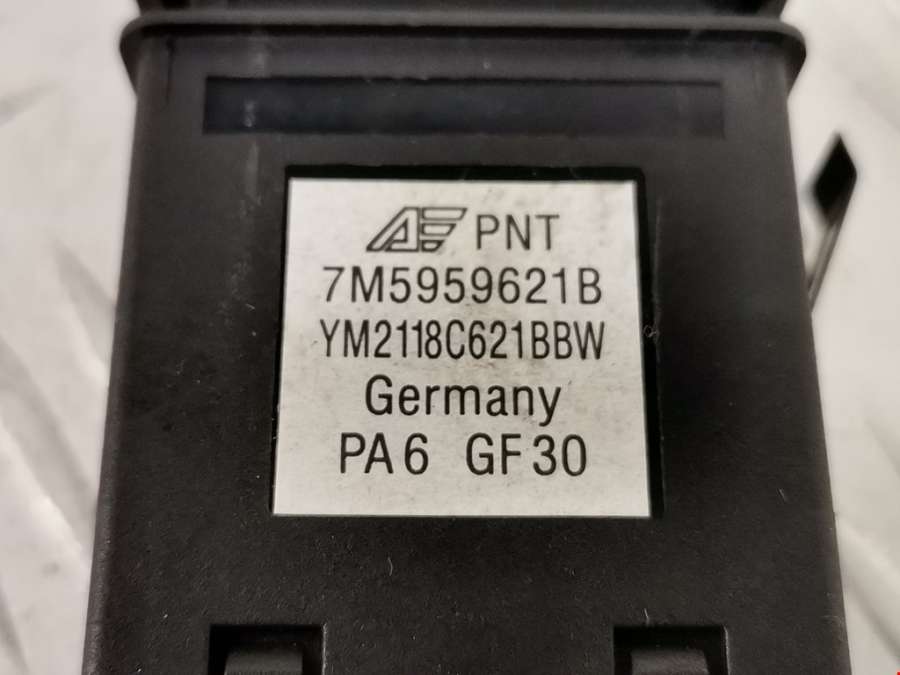 PNT
7M5959621B
YM2118C621BBW
Germany
PA6 GF30